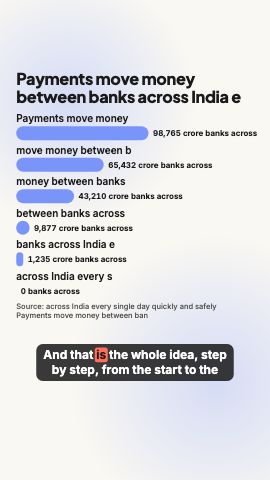 Payments move money
between banks across India e
Payments move money
98,765 crore banks across
move money between b
65,432 crore banks across
money between banks
43,210 crore banks across
between banks across
9,877 crore banks across
banks across India e
1,235 crore banks across
across India every s
0 banks across
Source: across India every single day quickly and safely
Payments move money between ban
And that is the whole idea, step
by step, from the start to the